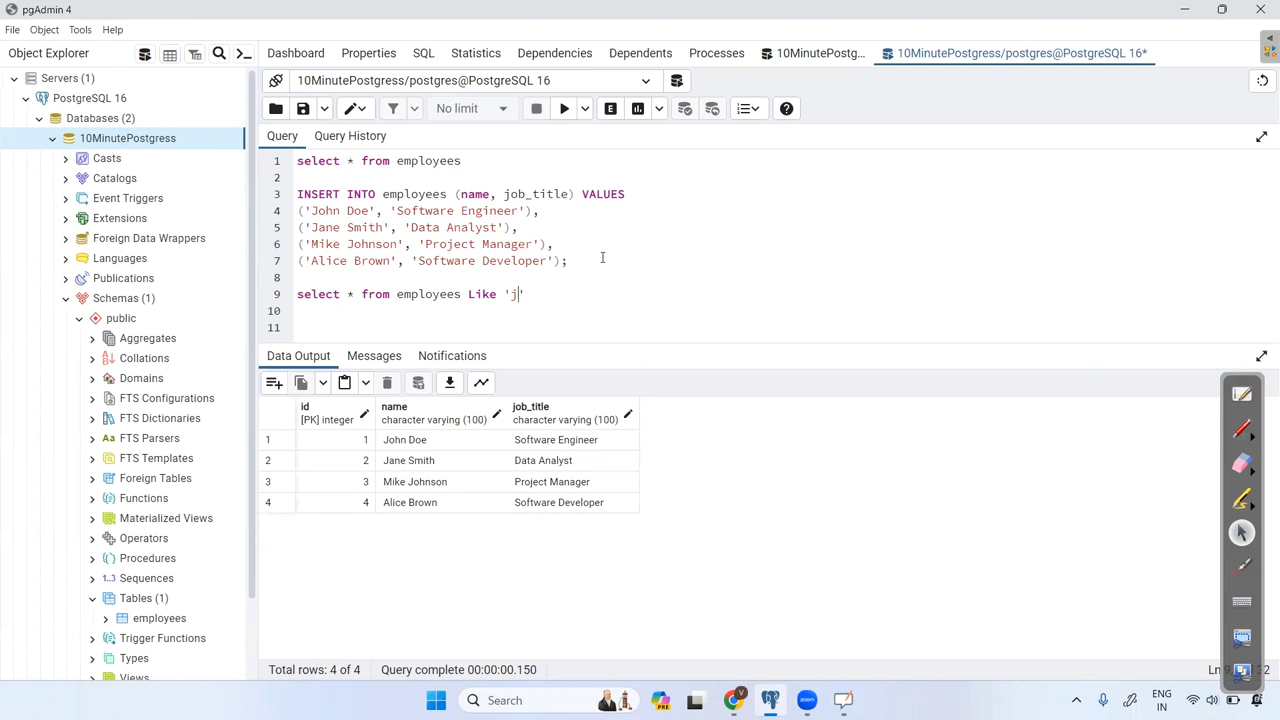 pgAdmin 4
File Object Tools Help
Object Explorer
Dashboard Properties SQL Statistics Dependencies Dependents Processes 10MinutePostg... 10MinutePostgress/postgres@PostgreSQL 16*
Servers (1)
PostgreSQL 16
Databases (2)
10MinutePostgress
Casts
Catalogs
Event Triggers
Extensions
Foreign Data Wrappers
Languages
Publications
Schemas (1)
public
Aggregates
Collations
Domains
FTS Configurations
FTS Dictionaries
Aa FTS Parsers
FTS Templates
Foreign Tables
Functions
Materialized Views
Operators
Procedures
1..3 Sequences
Tables (1)
employees
Trigger Functions
Types
Views
10MinutePostgress/postgres@PostgreSQL 16
No limit
E
Query Query History
1 select * from employees
2
3 INSERT INTO employees (name, job_title) VALUES
4 ('John Doe', 'Software Engineer'),
5 ('Jane Smith', 'Data Analyst'),
6 ('Mike Johnson', 'Project Manager'),
7 ('Alice Brown', 'Software Developer');
8
9 select * from employees Like 'j'
10
11
Data Output Messages Notifications
id name job_title
[PK] integer character varying (100) character varying (100)
1 1 John Doe Software Engineer
2 2 Jane Smith Data Analyst
3 3 Mike Johnson Project Manager
4 4 Alice Brown Software Developer
Total rows: 4 of 4 Query complete 00:00:00.150
Search
PRE
ENG
IN